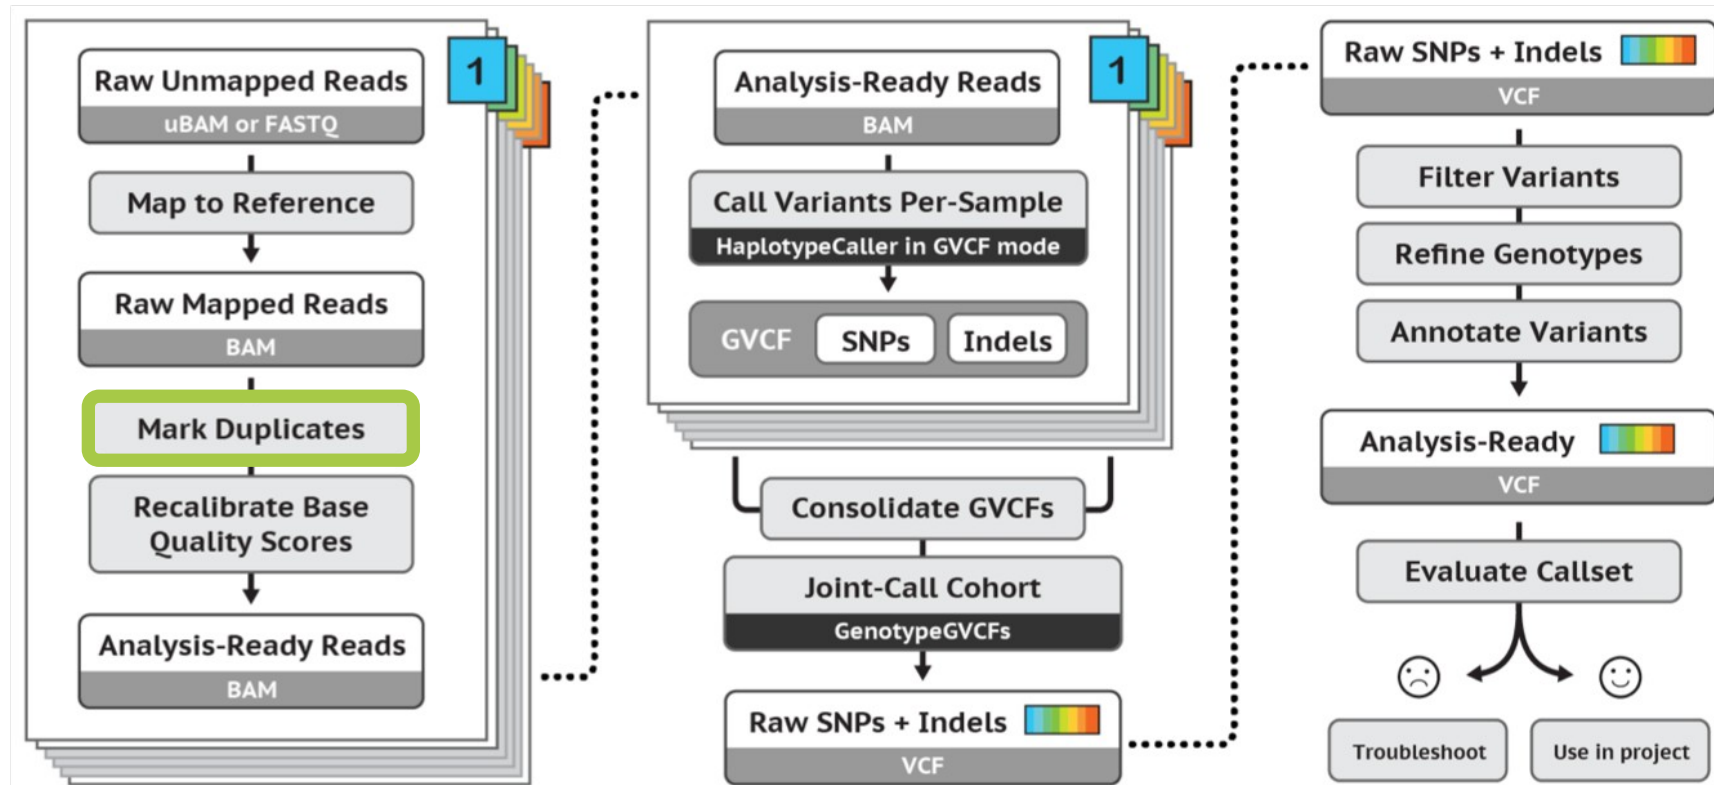 1
Raw Unmapped Reads
uBAM or FASTQ
Map to Reference
Raw Mapped Reads
BAM
Mark Duplicates
Recalibrate Base
Quality Scores
Analysis-Ready Reads
BAM
1
Analysis-Ready Reads
BAM
Call Variants Per-Sample
HaplotypeCaller in GVCF mode
GVCF SNPs Indels
Consolidate GVCFs
Joint-Call Cohort
GenotypeGVCFs
Raw SNPs + Indels
VCF
Raw SNPs + Indels
VCF
Filter Variants
Refine Genotypes
Annotate Variants
Analysis-Ready
VCF
Evaluate Callset
Troubleshoot
Use in project